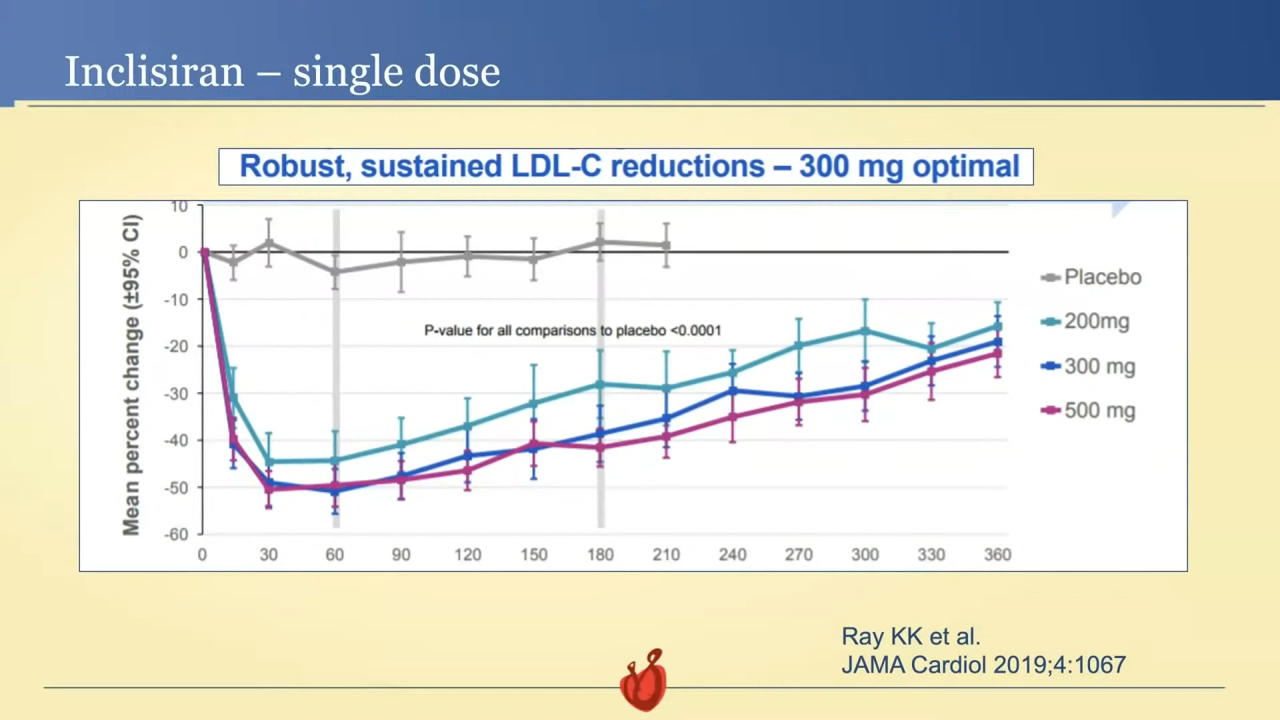 Inclisiran – single dose
Robust, sustained LDL-C reductions – 300 mg optimal
Mean percent change (±95% CI)
10
0
-10
-20
-30
-40
-50
-60
P-value for all comparisons to placebo <0.0001
0 30 60 90 120 150 180 210 240 270 300 330 360
Placebo
200mg
300 mg
500 mg
Ray KK et al.
JAMA Cardiol 2019;4:1067